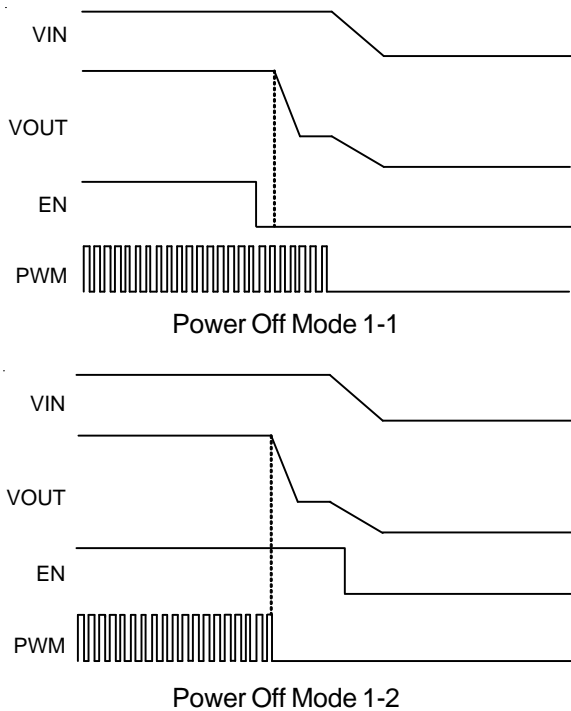 VIN
VOUT
EN
PWM
Power Off Mode 1-1
VIN
VOUT
EN
PWM
Power Off Mode 1-2